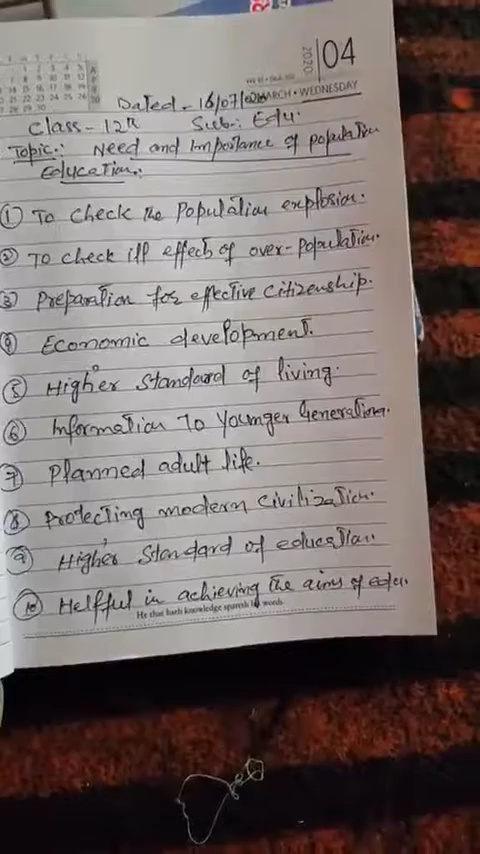 2020 04
MARCH • WEDNESDAY
Dated - 16/07/
Class - 12th Sub:. Edu.
Topic:. Need and Importance of population
Education.:
① To check the Population explosion.
② To check ill effects of over-population.
③ Preparation for effective citizenship.
④ Economic development.
⑤ Higher Standard of living.
⑥ Information To Younger Generation.
⑦ Planned adult life.
⑧ Protecting modern Civilization.
⑨ Higher Standard of education.
⑩ Helpful in achieving the aims of edu.
He that hath knowledge spareth his words